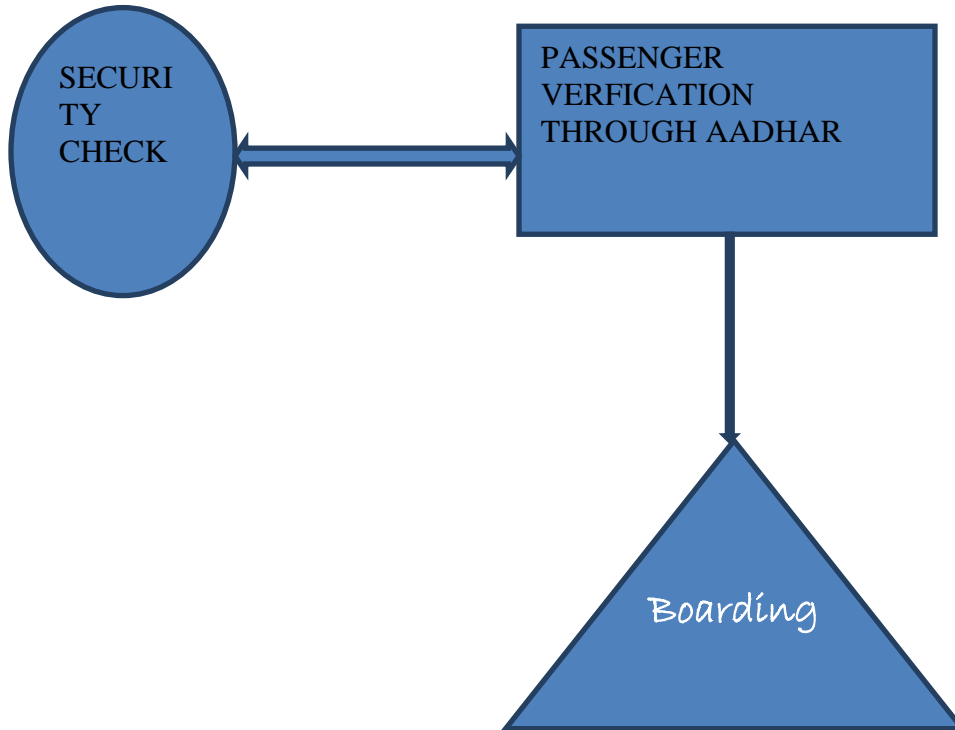 SECURI
TY
CHECK
PASSENGER
VERFICATION
THROUGH AADHAR
Boarding